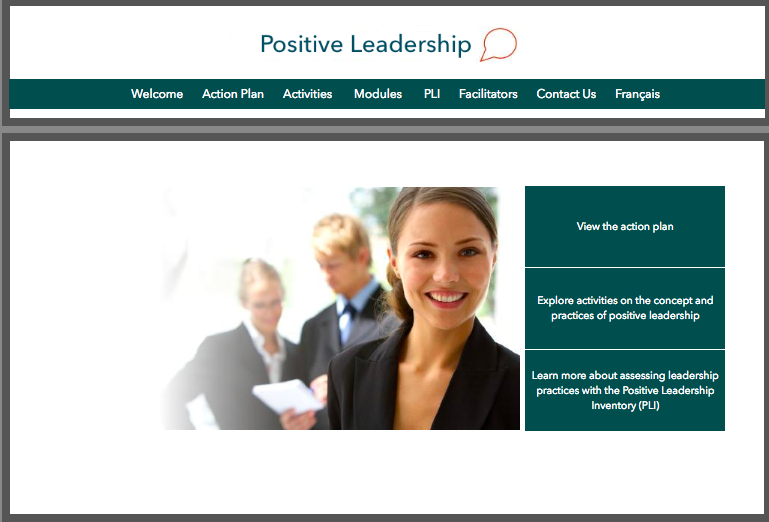 Positive Leadership
Welcome Action Plan Activities Modules PLI Facilitators Contact Us Français
View the action plan
Explore activities on the concept and
practices of positive leadership
Learn more about assessing leadership
practices with the Positive Leadership
Inventory (PLI)